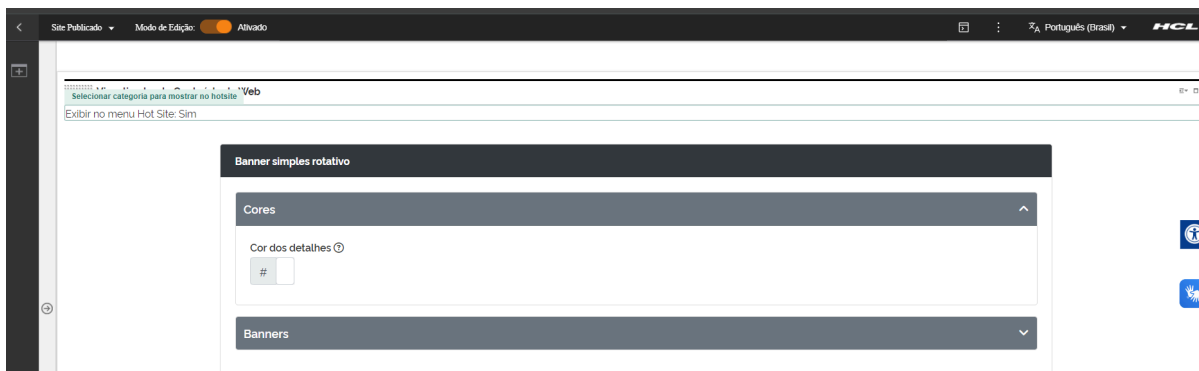 Site Publicado Modo de Edição: Ativado Português (Brasil) HCL
Web
Selecionar categoria para mostrar no hotsite
Exibir no menu Hot Site: Sim
Banner simples rotativo
Cores
Cor dos detalhes
#
Banners